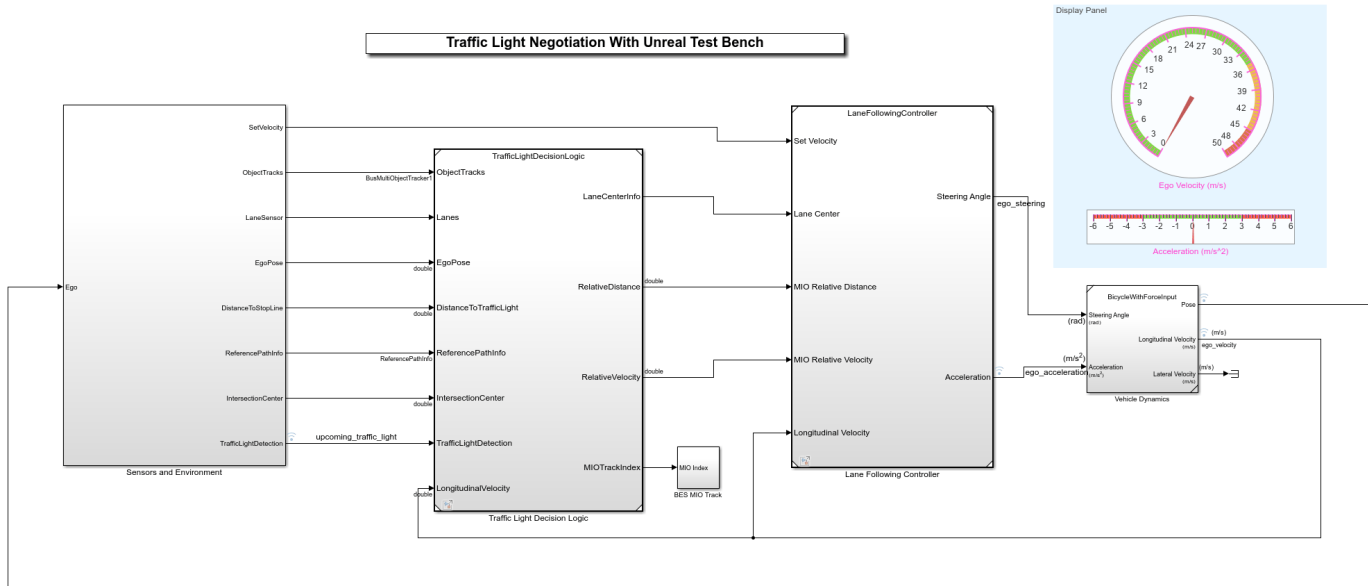 Traffic Light Negotiation With Unreal Test Bench
Display Panel
0
3
6
9
12
15
18
21
24
27
30
33
36
39
42
45
48
50
Ego Velocity (m/s)
-6 -5 -4 -3 -2 -1 0 1 2 3 4 5 6
Acceleration (m/s^2)
Ego
SetVelocity
ObjectTracks
LaneSensor
EgoPose
DistanceToStopLine
ReferencePathInfo
IntersectionCenter
TrafficLightDetection
Sensors and Environment
BusMultiObjectTracker1
double
double
ReferencePathInfo
double
upcoming_traffic_light
double
TrafficLightDecisionLogic
ObjectTracks
Lanes
EgoPose
DistanceToTrafficLight
ReferencePathInfo
IntersectionCenter
TrafficLightDetection
LongitudinalVelocity
LaneCenterInfo
RelativeDistance
RelativeVelocity
MIOTrackIndex
Traffic Light Decision Logic
double
double
MIO Index
BES MIO Track
LaneFollowingController
Set Velocity
Lane Center
MIO Relative Distance
MIO Relative Velocity
Longitudinal Velocity
Steering Angle
Acceleration
Lane Following Controller
ego_steering
(rad)
(m/s²)
ego_acceleration
BicycleWithForceInput
Steering Angle
(rad)
Acceleration
(m/s²)
Pose
Longitudinal Velocity
(m/s)
Lateral Velocity
(m/s)
Vehicle Dynamics
(m/s)
ego_velocity
(m/s)